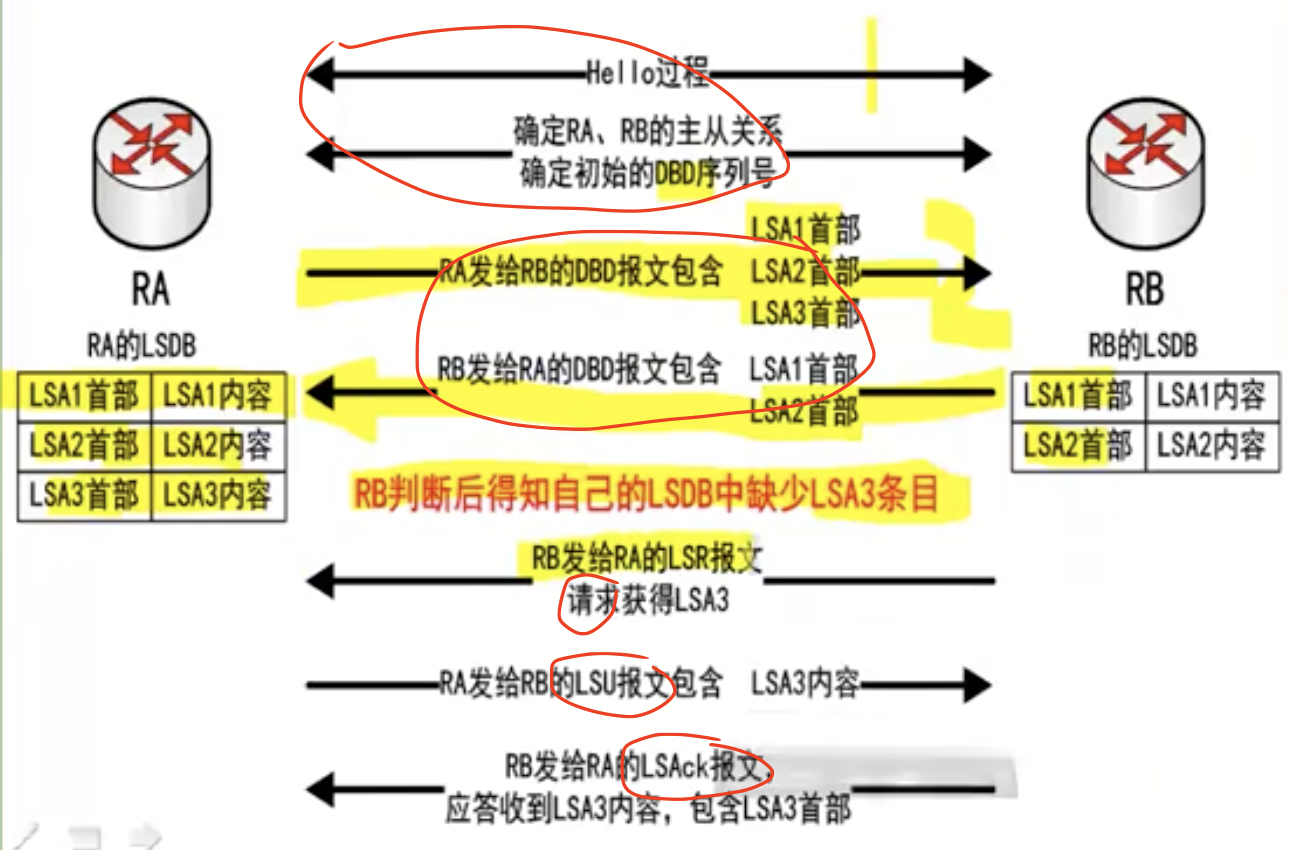 Hello过程
确定RA、RB的主从关系
确定初始的DBD序列号
LSA1首部
RA发给RB的DBD报文包含 LSA2首部
LSA3首部
RB发给RA的DBD报文包含 LSA1首部
LSA2首部
RA
RA的LSDB
LSA1首部 LSA1内容
LSA2首部 LSA2内容
LSA3首部 LSA3内容
RB
RB的LSDB
LSA1首部 LSA1内容
LSA2首部 LSA2内容
RB判断后得知自己的LSDB中缺少LSA3条目
RB发给RA的LSR报文
请求获得LSA3
RA发给RB的LSU报文包含 LSA3内容
RB发给RA的LSAck报文,
应答收到LSA3内容，包含LSA3首部